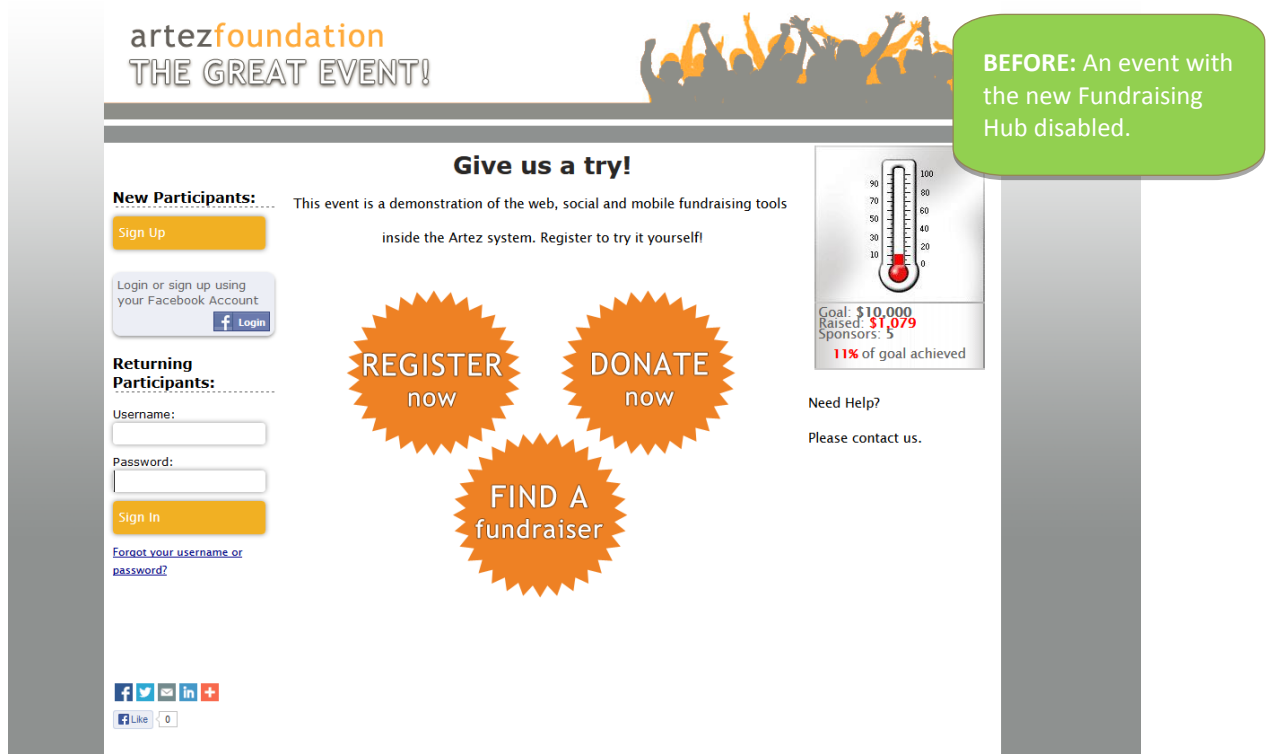 artezfoundation
THE GREAT EVENT!
BEFORE: An event with
the new Fundraising
Hub disabled.
New Participants:
Sign Up
Login or sign up using
your Facebook Account
f Login
Returning
Participants:
Username:
Password:
Sign In
Forgot your username or
password?
f Like 0
Give us a try!
This event is a demonstration of the web, social and mobile fundraising tools
inside the Artez system. Register to try it yourself!
REGISTER
now
DONATE
now
FIND A
fundraiser
100
90
80
70
60
50
40
30
20
10
0
Goal: $10,000
Raised: $1,079
Sponsors: 5
11% of goal achieved
Need Help?
Please contact us.